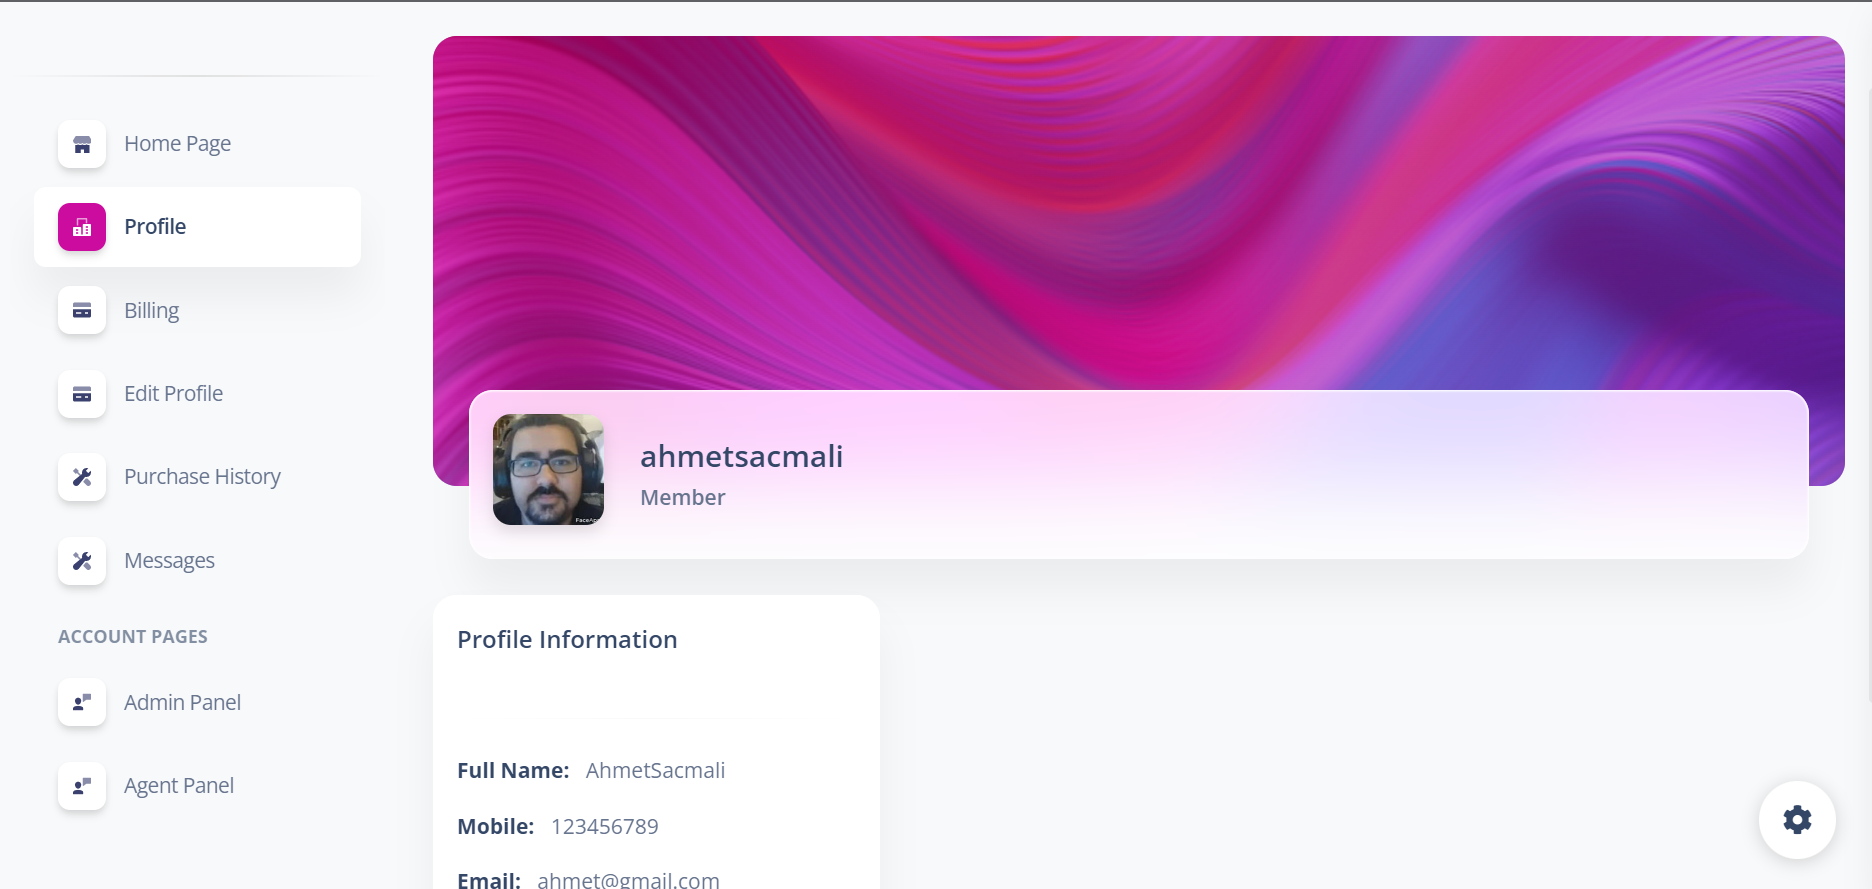 Home Page
Profile
Billing
Edit Profile
Purchase History
Messages
ACCOUNT PAGES
Admin Panel
Agent Panel
ahmetsacmali
Member
FaceApp
Profile Information
Full Name: AhmetSacmali
Mobile: 123456789
Email: ahmet@gmail.com